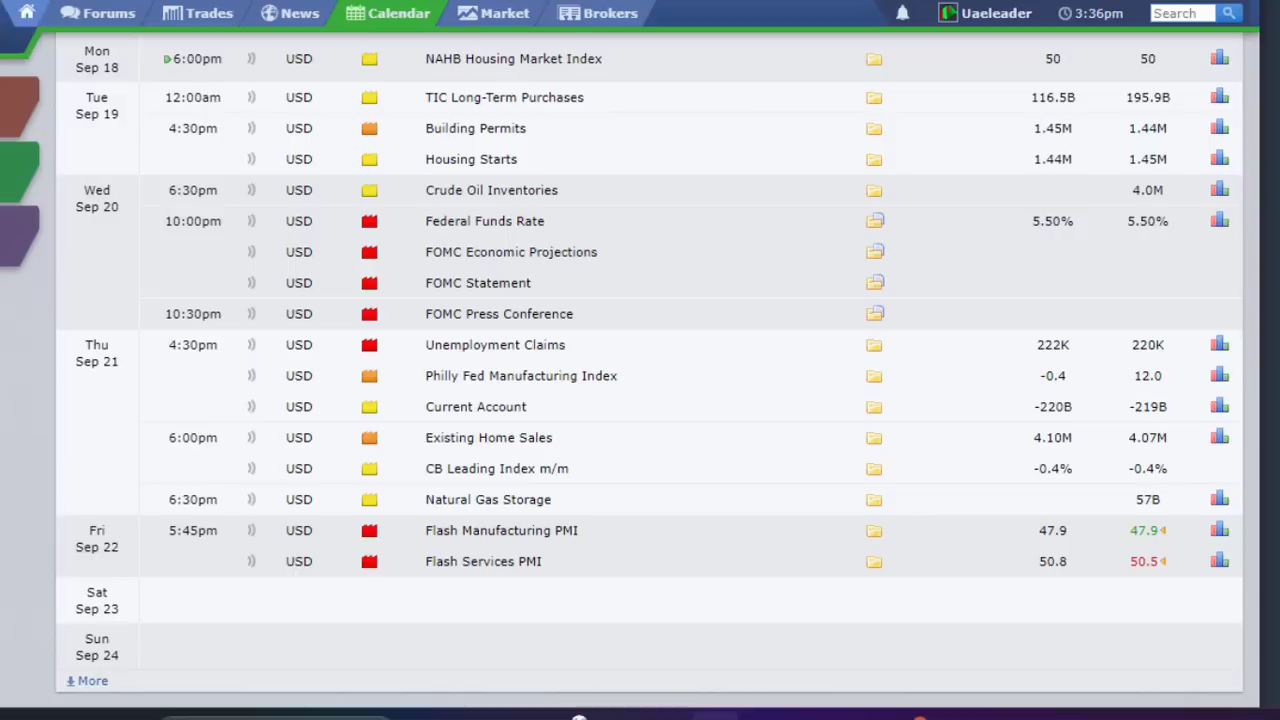 Forums Trades News Calendar Market Brokers Uaeleader 3:36pm Search
Mon Sep 18 6:00pm USD NAHB Housing Market Index 50 50
Tue Sep 19 12:00am USD TIC Long-Term Purchases 116.5B 195.9B
4:30pm USD Building Permits 1.45M 1.44M
USD Housing Starts 1.44M 1.45M
Wed Sep 20 6:30pm USD Crude Oil Inventories 4.0M
10:00pm USD Federal Funds Rate 5.50% 5.50%
USD FOMC Economic Projections
USD FOMC Statement
10:30pm USD FOMC Press Conference
Thu Sep 21 4:30pm USD Unemployment Claims 222K 220K
USD Philly Fed Manufacturing Index -0.4 12.0
USD Current Account -220B -219B
6:00pm USD Existing Home Sales 4.10M 4.07M
USD CB Leading Index m/m -0.4% -0.4%
6:30pm USD Natural Gas Storage 57B
Fri Sep 22 5:45pm USD Flash Manufacturing PMI 47.9 47.9
USD Flash Services PMI 50.8 50.5
Sat Sep 23
Sun Sep 24
More